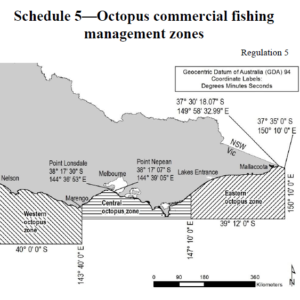 Schedule 5—Octopus commercial fishing
management zones
Regulation 5
Geocentric Datum of Australia (GDA) 94
Coordinate Labels:
Degrees Minutes Seconds
37° 30' 18.07" S
149° 58' 32.99" E
37° 35' 0" S
150° 10' 0" E
NSW
Vic
Mallacoota
Point Lonsdale
38° 17' 30" S
144° 36' 53" E
Melbourne
Point Nepean
38° 17' 07" S
144° 39' 05" E
Lakes Entrance
Nelson
Marengo
Western
octopus
zone
Central
octopus zone
Eastern
octopus zone
150° 10' 0" E
39° 12' 0" S
40° 0' 0" S
143° 40' 0" E
147° 10' 0" E
0 90 180 360
Kilometers
N